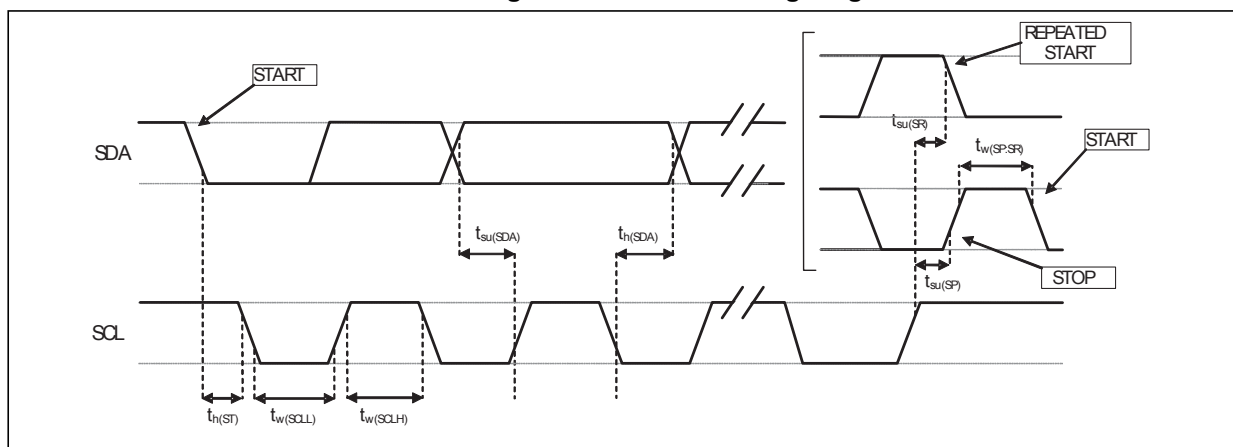 START
REPEATED
START
SDA
tsu(SR)
tw(SP:SR)
START
tsu(SDA)
th(SDA)
tsu(SP)
STOP
SCL
th(ST)
tw(SCLL)
tw(SCLH)